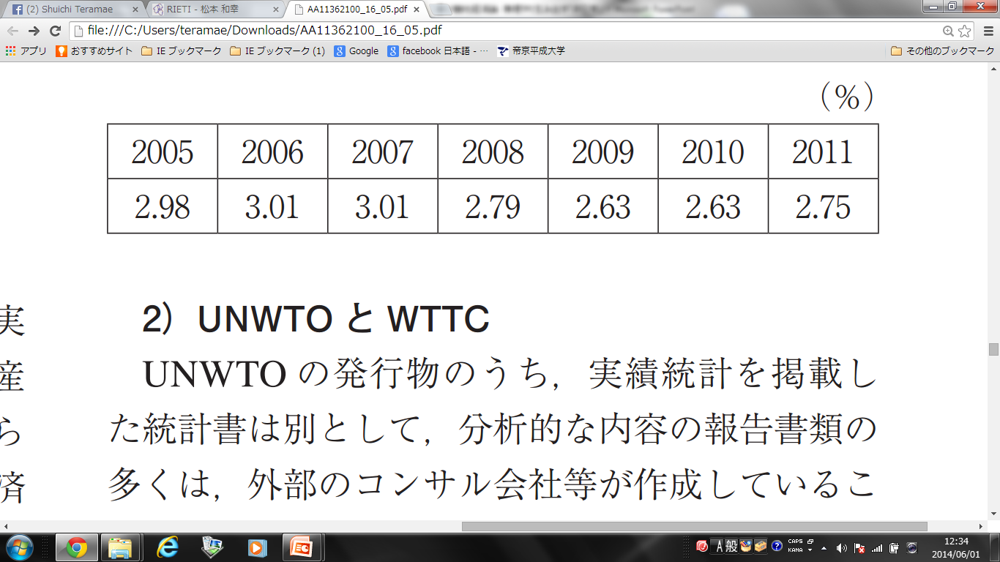 (2) Shuichi Teramae
RIETI - 松本 和幸
AA11362100_16_05.pdf
file:///C:/Users/teramae/Downloads/AA11362100_16_05.pdf
アプリ おすすめサイト IE ブックマーク IE ブックマーク (1) Google facebook 日本語 - … 帝京平成大学 その他のブックマーク
（%）
2005 2006 2007 2008 2009 2010 2011
2.98 3.01 3.01 2.79 2.63 2.63 2.75
2）UNWTO と WTTC
実
UNWTO の発行物のうち，実績統計を掲載し
産
た統計書は別として，分析的な内容の報告書類の
ら
多くは，外部のコンサル会社等が作成しているこ
済
A 般 CAPS KANA
12:34
2014/06/01